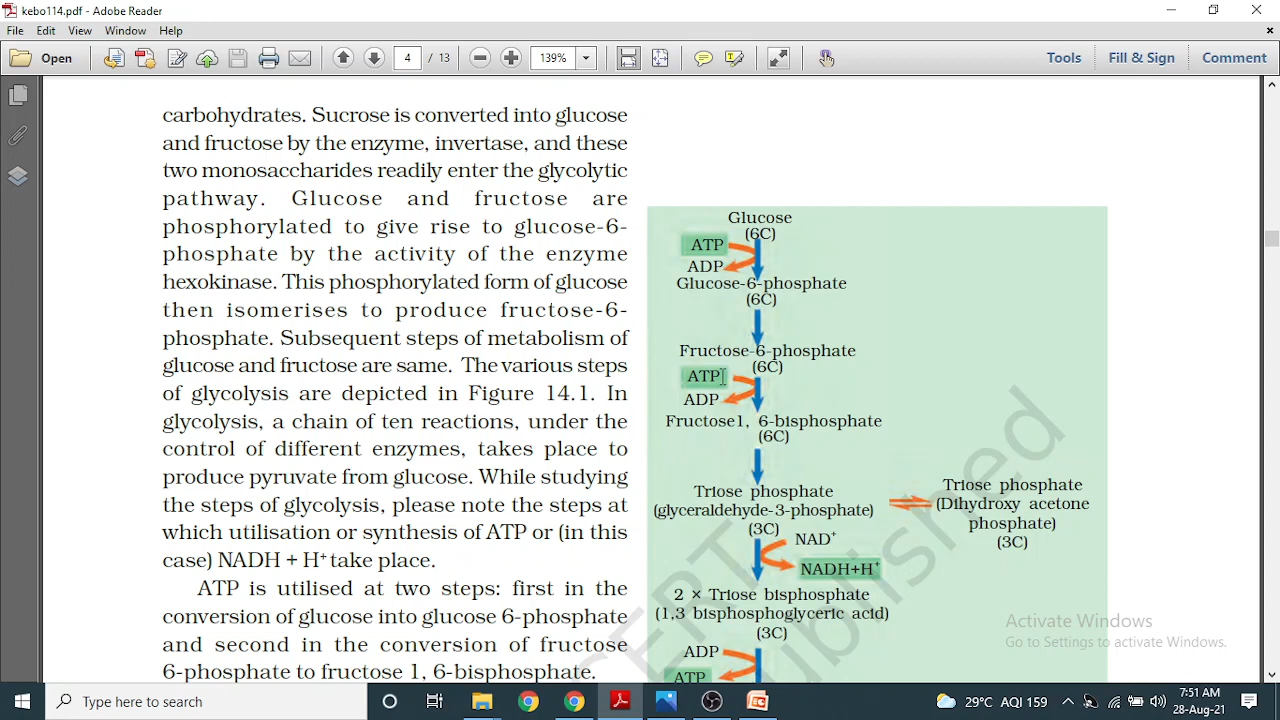 kebo114.pdf - Adobe Reader
File Edit View Window Help
Open 4 / 13 139% Tools Fill & Sign Comment
carbohydrates. Sucrose is converted into glucose
and fructose by the enzyme, invertase, and these
two monosaccharides readily enter the glycolytic
pathway. Glucose and fructose are
phosphorylated to give rise to glucose-6-
phosphate by the activity of the enzyme
hexokinase. This phosphorylated form of glucose
then isomerises to produce fructose-6-
phosphate. Subsequent steps of metabolism of
glucose and fructose are same. The various steps
of glycolysis are depicted in Figure 14.1. In
glycolysis, a chain of ten reactions, under the
control of different enzymes, takes place to
produce pyruvate from glucose. While studying
the steps of glycolysis, please note the steps at
which utilisation or synthesis of ATP or (in this
case) NADH + H⁺ take place.
ATP is utilised at two steps: first in the
conversion of glucose into glucose 6-phosphate
and second in the conversion of fructose
6-phosphate to fructose 1, 6-bisphosphate.
Glucose
(6C)
ATP
ADP
Glucose-6-phosphate
(6C)
Fructose-6-phosphate
(6C)
ATP
ADP
Fructose1, 6-bisphosphate
(6C)
Triose phosphate
(glyceraldehyde-3-phosphate)
(3C)
Triose phosphate
(Dihydroxy acetone
phosphate)
(3C)
NAD⁺
NADH+H⁺
2 × Triose bisphosphate
(1,3 bisphosphoglyceric acid)
(3C)
ADP
ATP
Activate Windows
Go to Settings to activate Windows.
Type here to search
29°C AQI 159
7:51 AM
28-Aug-21